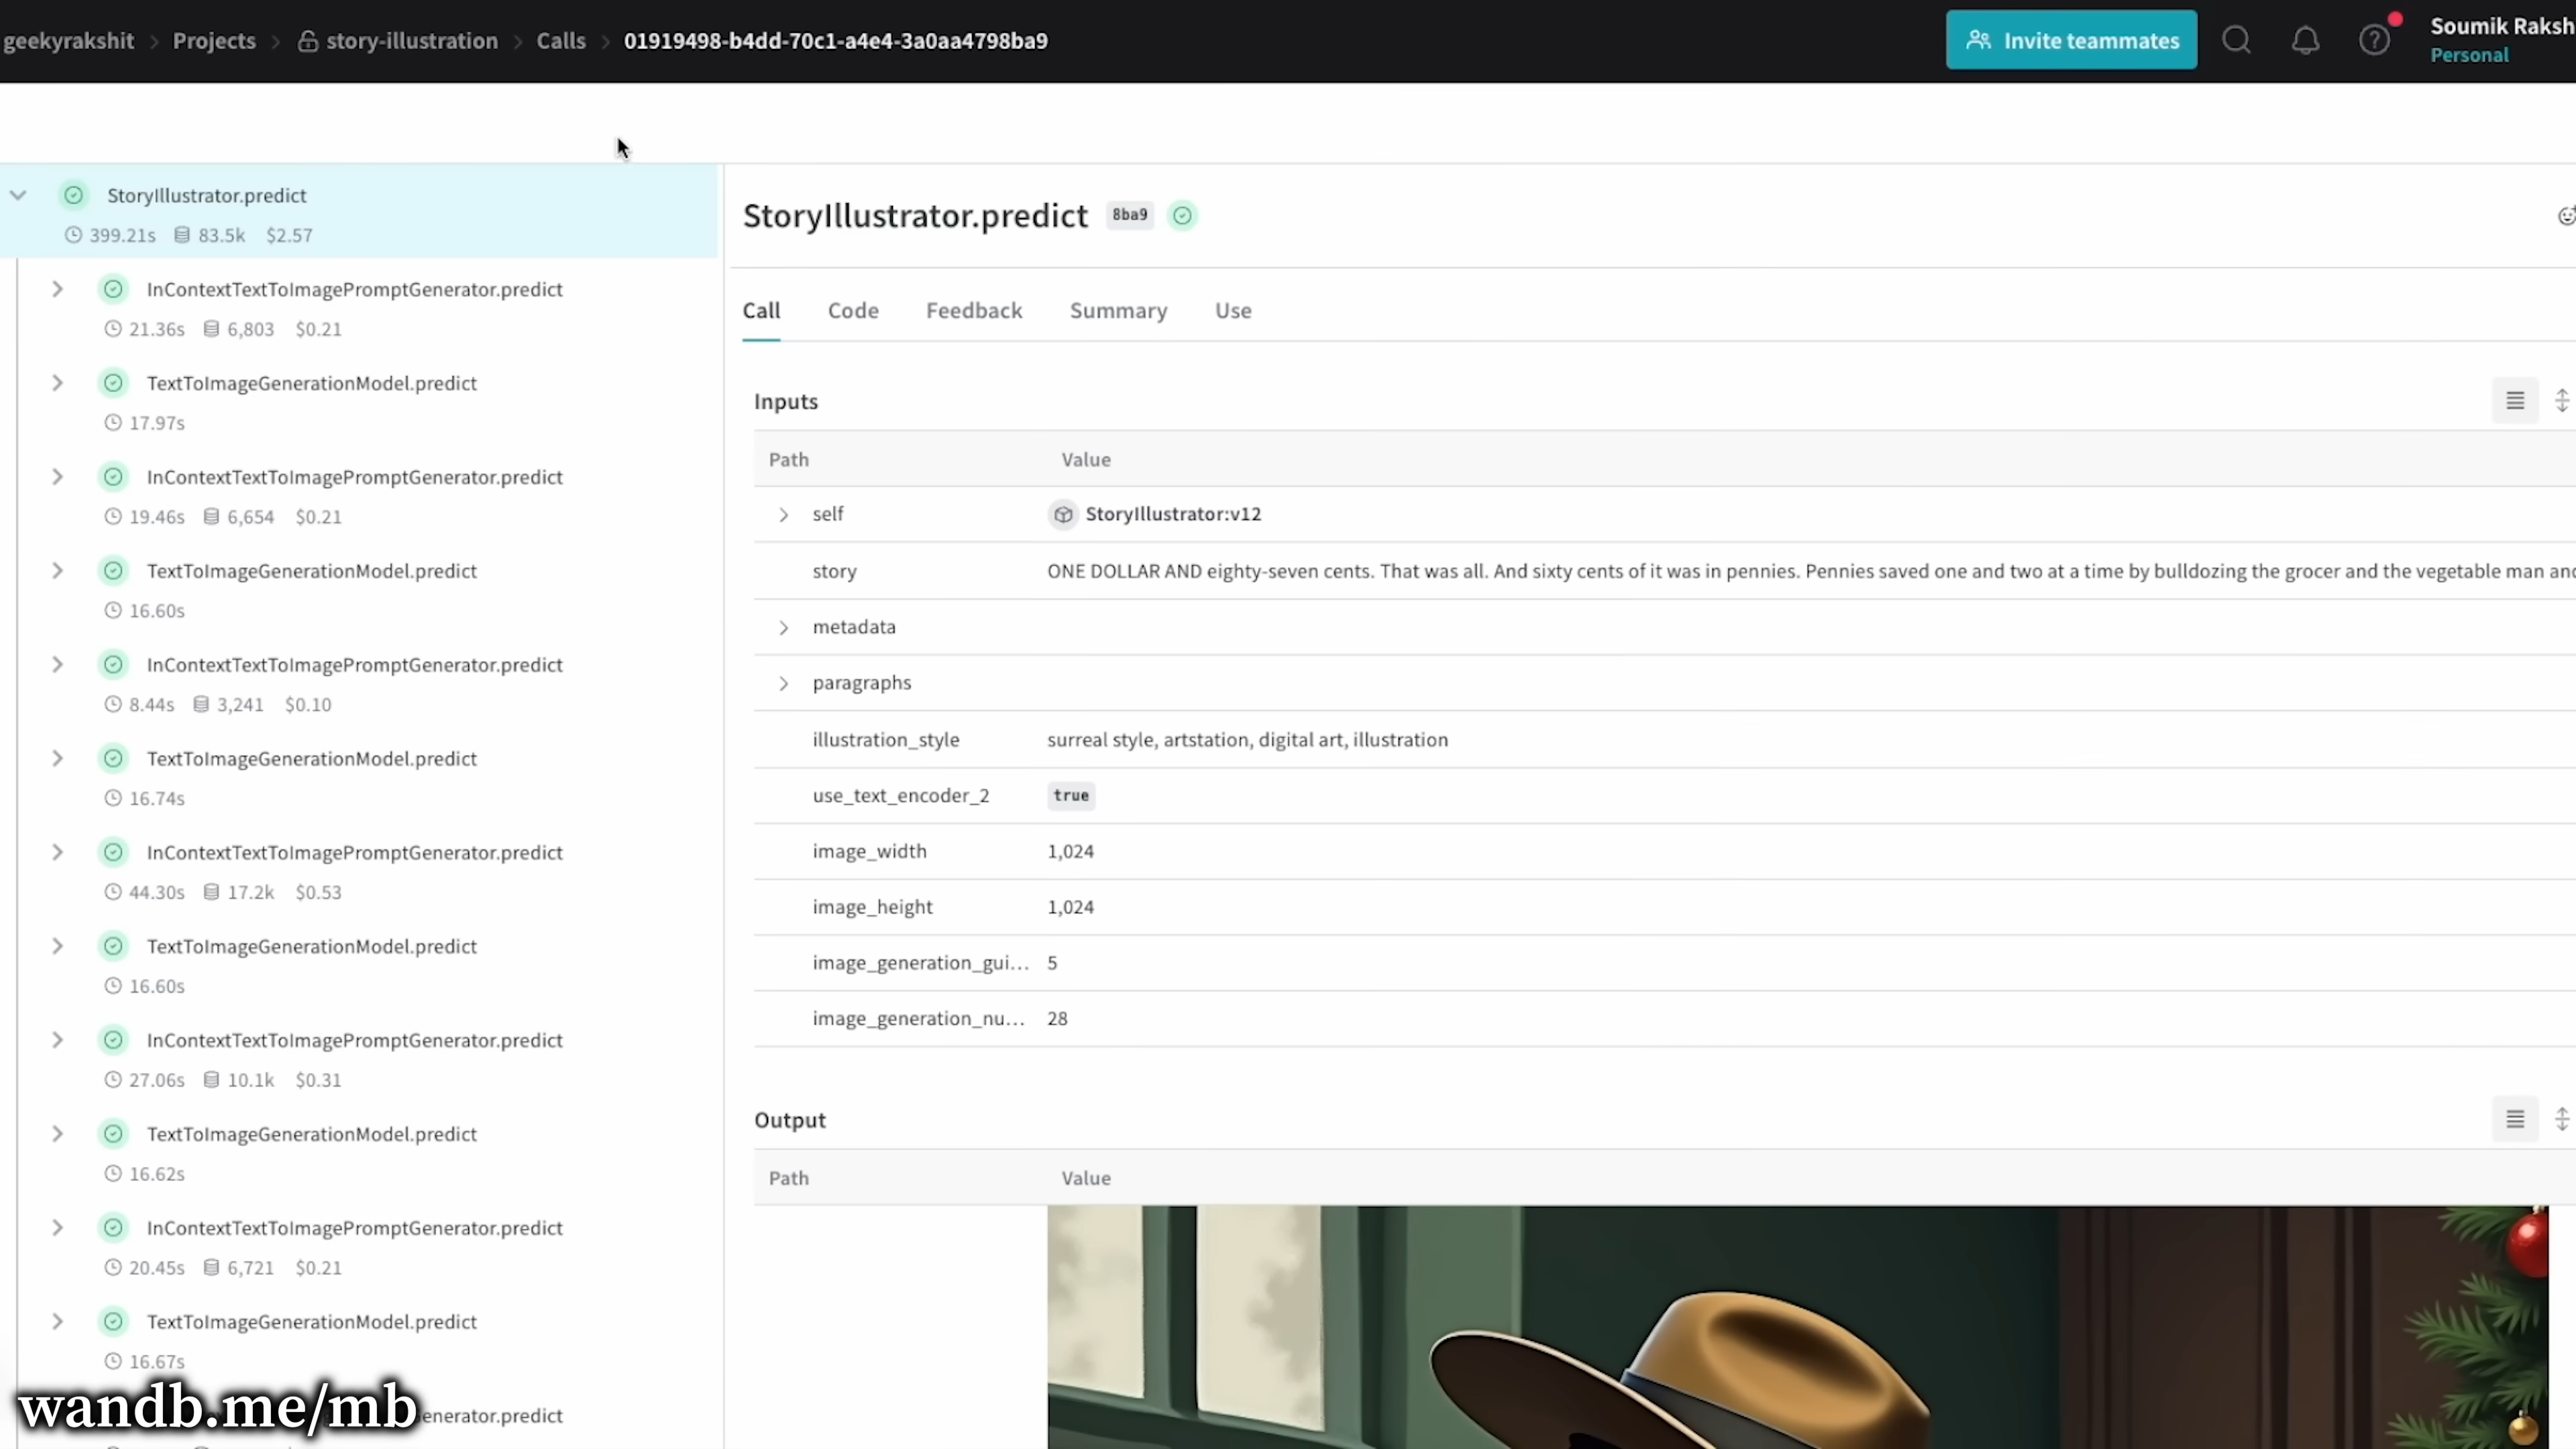 geekyrakshit > Projects > story-illustration > Calls > 01919498-b4dd-70c1-a4e4-3a0aa4798ba9
Invite teammates
Soumik Raksh
Personal
StoryIllustrator.predict
399.21s 83.5k $2.57
InContextTextToImagePromptGenerator.predict
21.36s 6,803 $0.21
TextToImageGenerationModel.predict
17.97s
InContextTextToImagePromptGenerator.predict
19.46s 6,654 $0.21
TextToImageGenerationModel.predict
16.60s
InContextTextToImagePromptGenerator.predict
8.44s 3,241 $0.10
TextToImageGenerationModel.predict
16.74s
InContextTextToImagePromptGenerator.predict
44.30s 17.2k $0.53
TextToImageGenerationModel.predict
16.60s
InContextTextToImagePromptGenerator.predict
27.06s 10.1k $0.31
TextToImageGenerationModel.predict
16.62s
InContextTextToImagePromptGenerator.predict
20.45s 6,721 $0.21
TextToImageGenerationModel.predict
16.67s
enerator.predict
wandb.me/mb
StoryIllustrator.predict 8ba9
Call Code Feedback Summary Use
Inputs
Path Value
self StoryIllustrator:v12
story ONE DOLLAR AND eighty-seven cents. That was all. And sixty cents of it was in pennies. Pennies saved one and two at a time by bulldozing the grocer and the vegetable man and
metadata
paragraphs
illustration_style surreal style, artstation, digital art, illustration
use_text_encoder_2 true
image_width 1,024
image_height 1,024
image_generation_gui... 5
image_generation_nu... 28
Output
Path Value